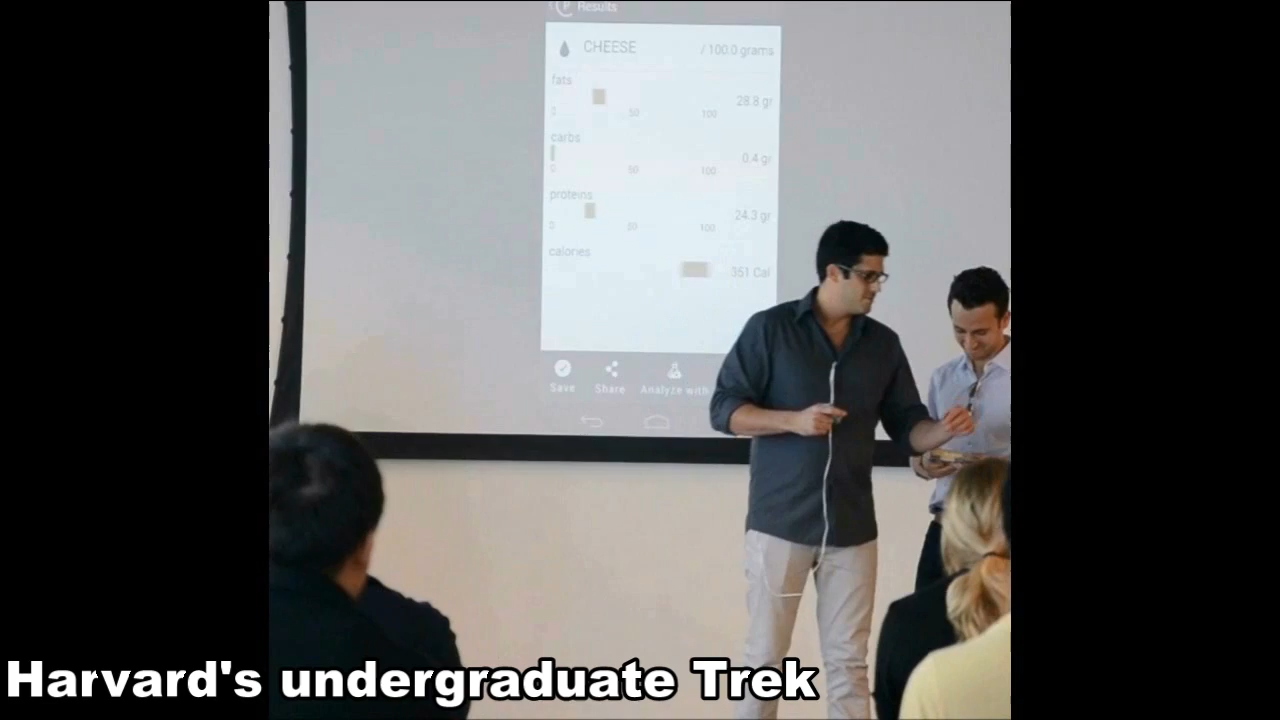 Results
CHEESE / 100.0 grams
fats
28.8 gr
0 50 100
carbs
0.4 gr
0 50 100
proteins
24.3 gr
0 50 100
calories
351 Cal
Save Share Analyze with
Harvard's undergraduate Trek